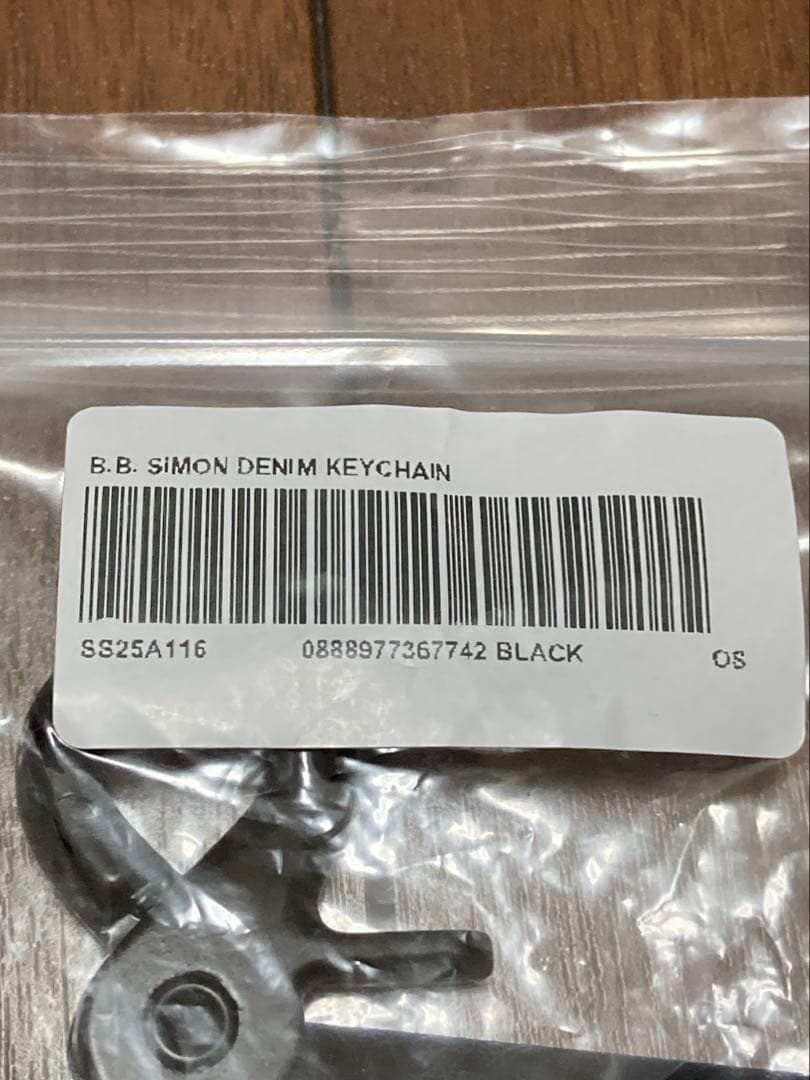 B.B. SIMON DENIM KEYCHAIN
SS25A116 0888977367742 BLACK OS